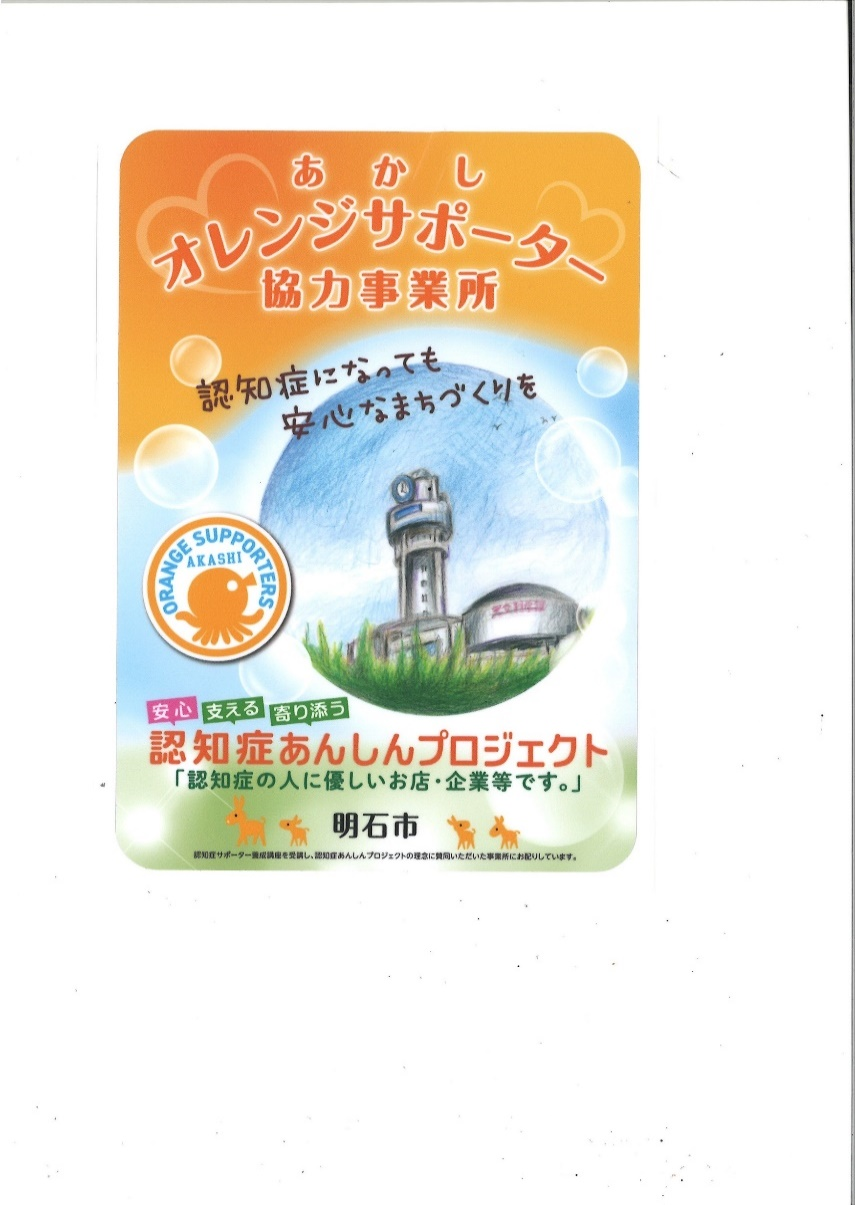 あかし
オレンジサポーター
協力事業所
認知症になっても
安心なまちづくりを
ORANGE SUPPORTERS
AKASHI
安心 支える 寄り添う
認知症あんしんプロジェクト
「認知症の人に優しいお店・企業等です。」
明石市
認知症サポーター養成講座を受講し、認知症あんしんプロジェクトの理念に賛同いただいた事業所にお配りしています。